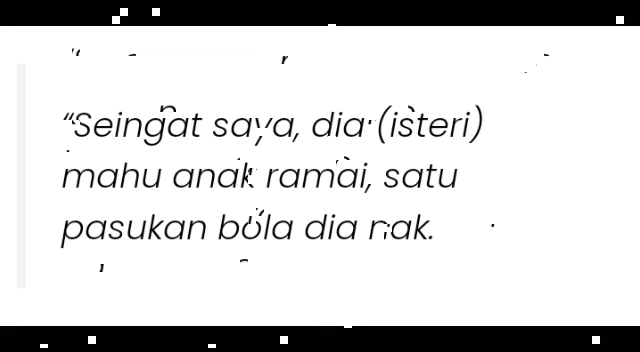 “Seingat saya, dia (isteri)
mahu anak ramai, satu
pasukan bola dia nak.